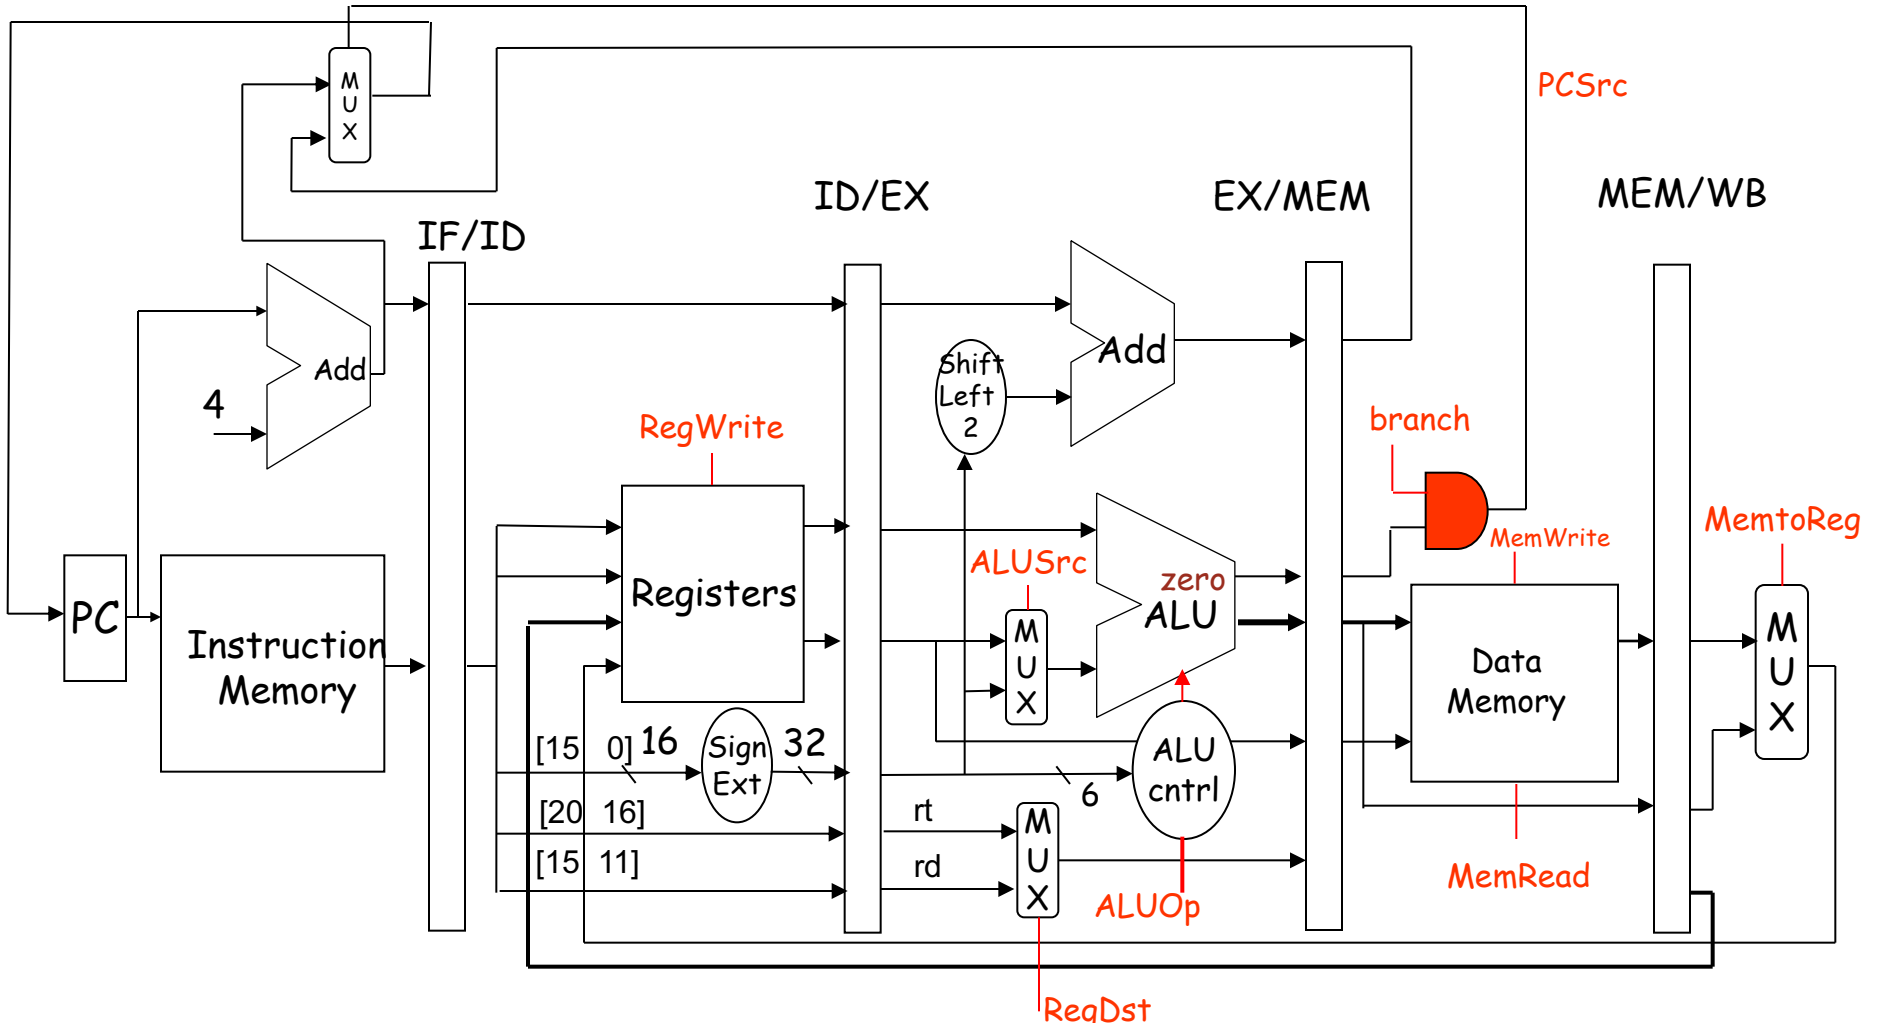 M
U
X
PCSrc
ID/EX
EX/MEM
MEM/WB
IF/ID
Add
4
Shift
Left
2
Add
RegWrite
branch
MemWrite
MemtoReg
ALUSrc
zero
ALU
PC
Instruction
Memory
Registers
M
U
X
Data
Memory
M
U
X
[15 0] 16
Sign
Ext
32
ALU
cntrl
6
[20 16]
[15 11]
rt
rd
M
U
X
ALUOp
MemRead
RegDst